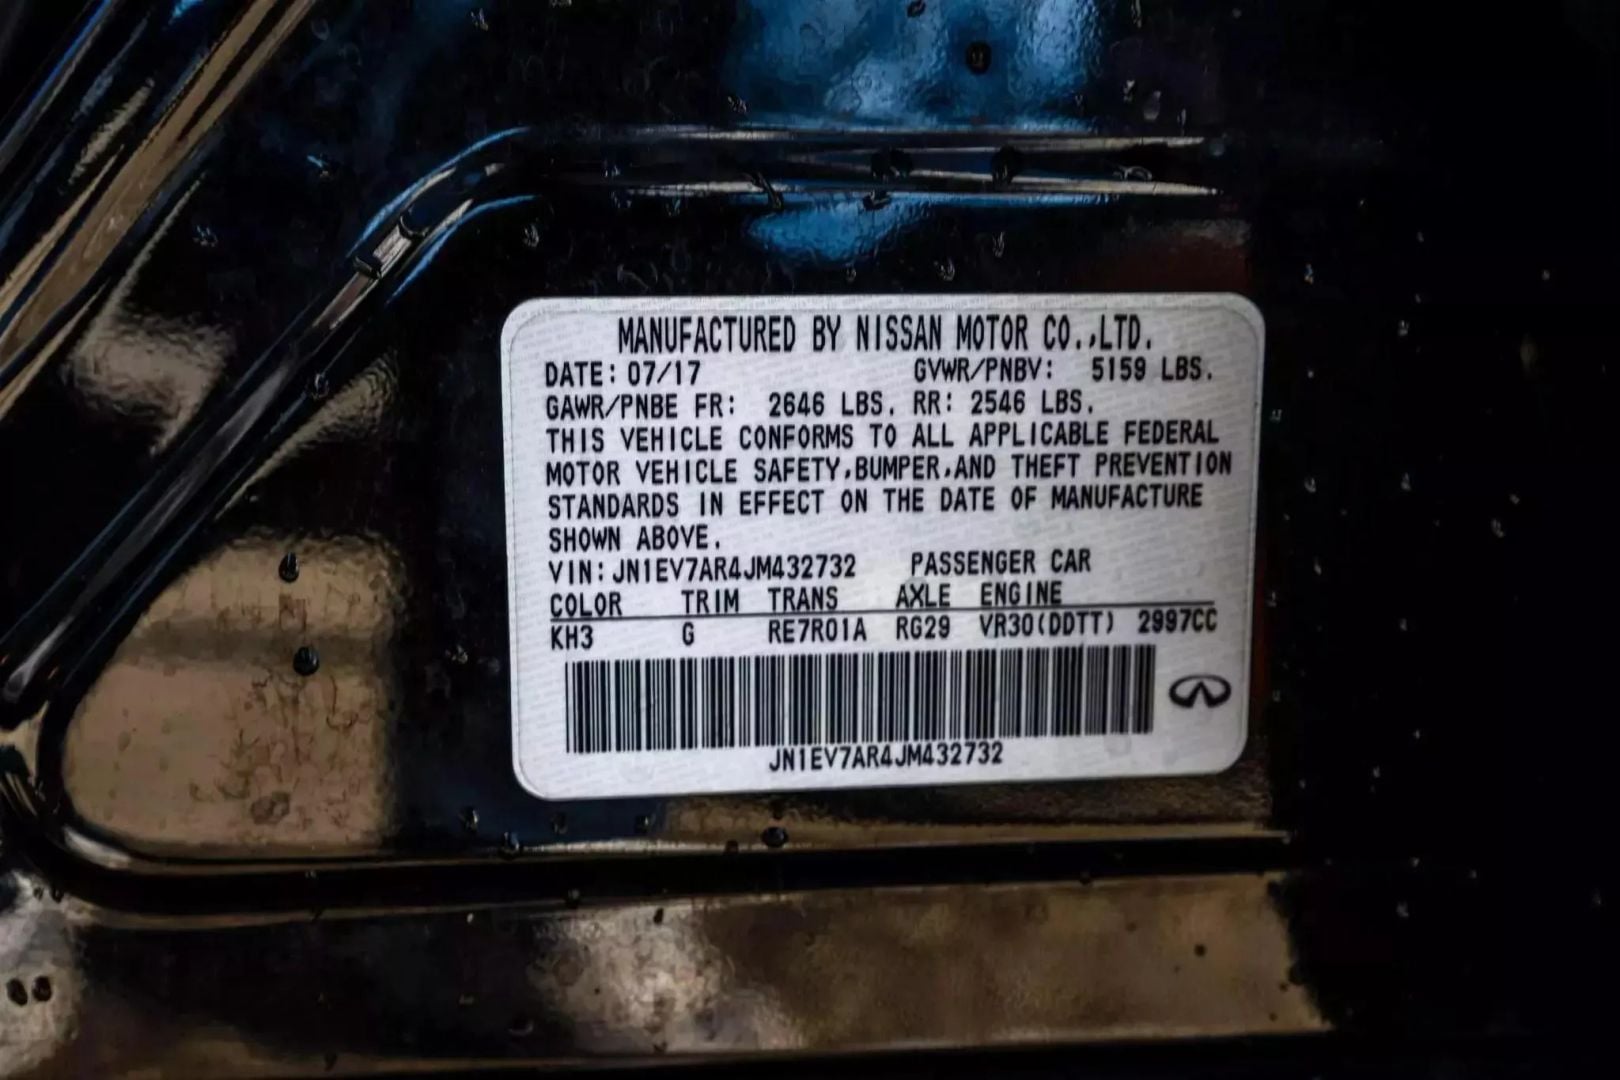 MANUFACTURED BY NISSAN MOTOR CO.,LTD.
DATE: 07/17 GVWR/PNBV: 5159 LBS.
GAWR/PNBE FR: 2646 LBS. RR: 2546 LBS.
THIS VEHICLE CONFORMS TO ALL APPLICABLE FEDERAL
MOTOR VEHICLE SAFETY,BUMPER,AND THEFT PREVENTION
STANDARDS IN EFFECT ON THE DATE OF MANUFACTURE
SHOWN ABOVE.
VIN: JN1EV7AR4JM432732 PASSENGER CAR
COLOR TRIM TRANS AXLE ENGINE
KH3 G RE7R01A RG29 VR30(DDTT) 2997CC
JN1EV7AR4JM432732